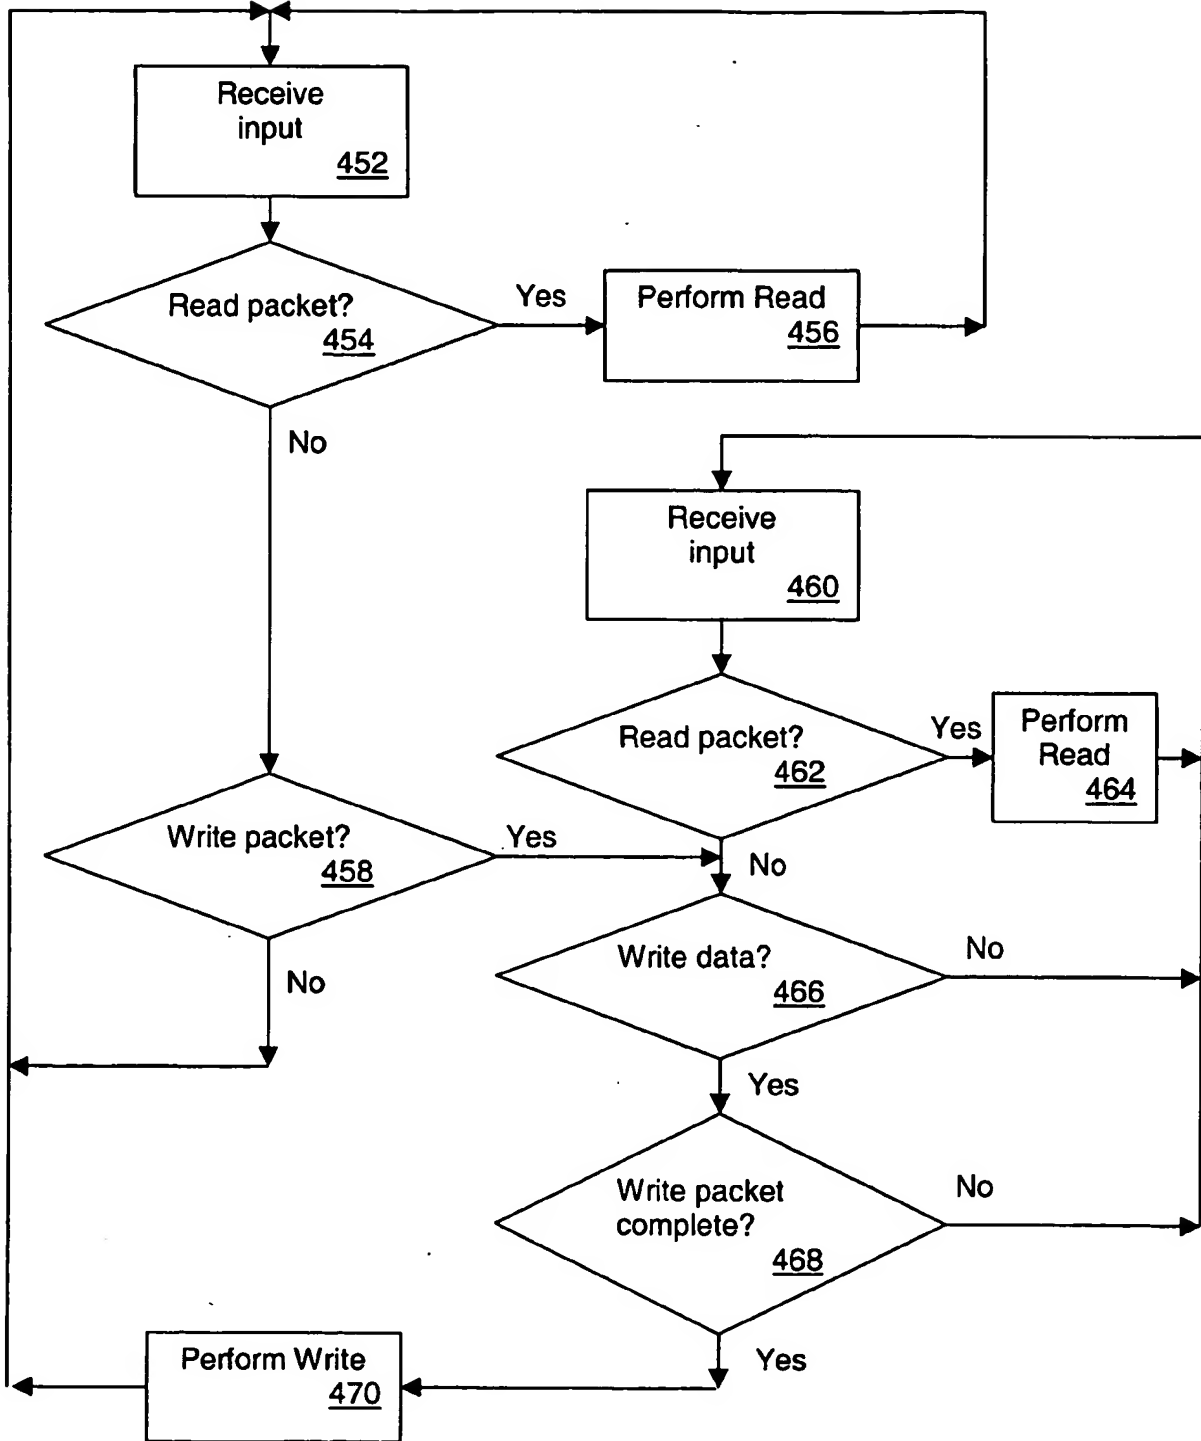 Receive
input
452
Read packet?
454
Yes
Perform Read
456
No
Receive
input
460
Read packet?
462
Yes
Perform
Read
464
Write packet?
458
Yes
No
No
Write data?
466
No
Yes
Write packet
complete?
468
No
Yes
Perform Write
470